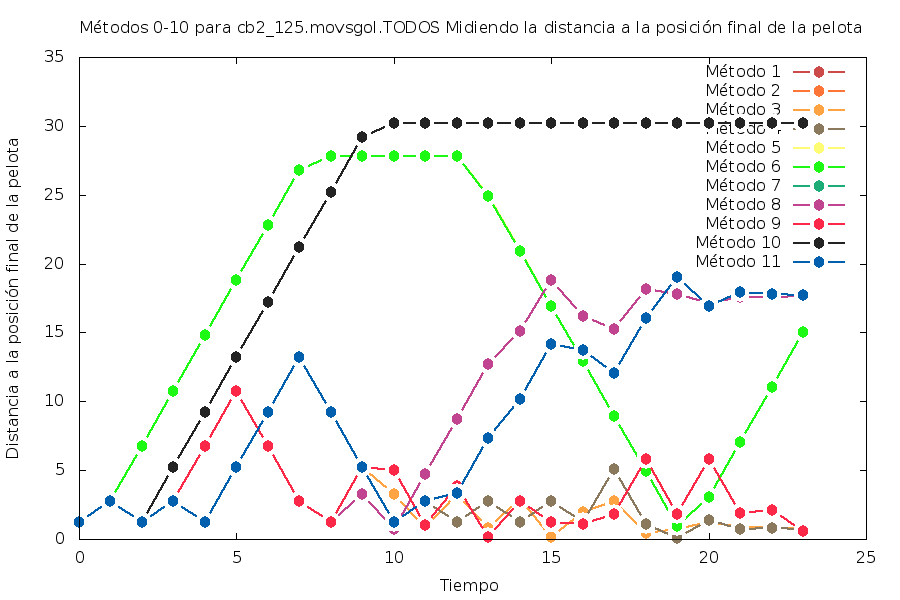 Métodos 0-10 para cb2_125.movsgol.TODOS Midiendo la distancia a la posición final de la pelota
Distancia a la posición final de la pelota
35
30
25
20
15
10
5
0
Método 1
Método 2
Método 3
Método 4
Método 5
Método 6
Método 7
Método 8
Método 9
Método 10
Método 11
0
5
10
15
20
25
Tiempo